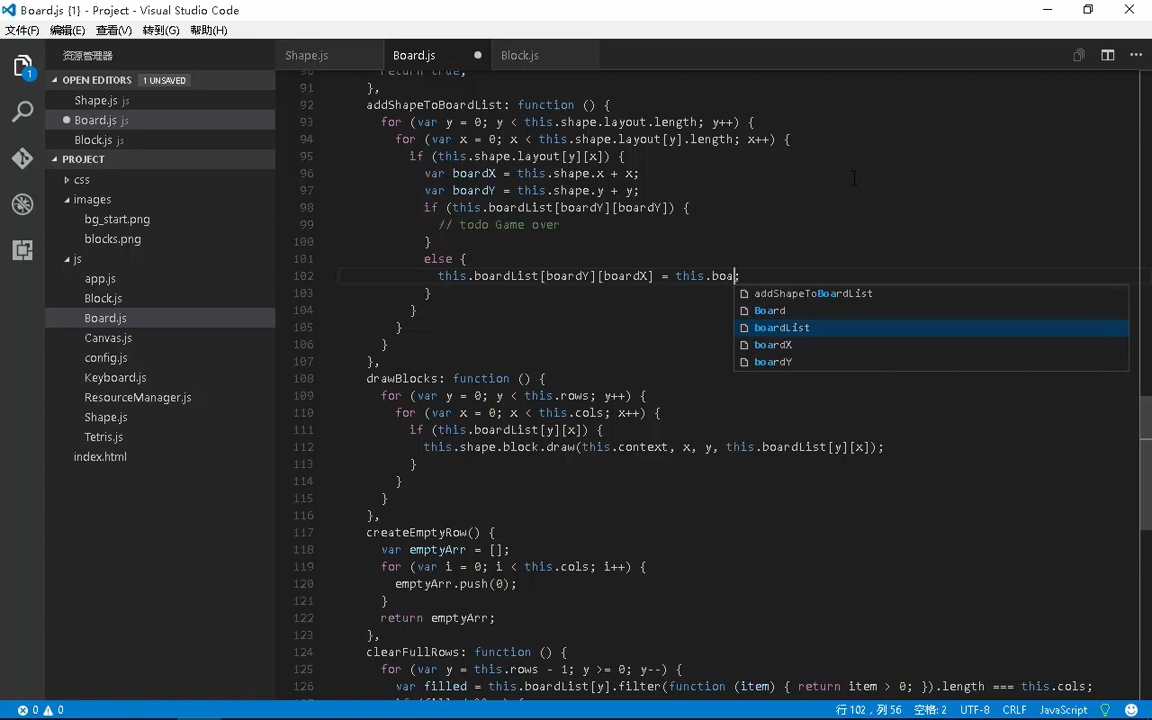 Board.js {1} - Project - Visual Studio Code
文件(F) 编辑(E) 查看(V) 转到(G) 帮助(H)
资源管理器
Shape.js Board.js Block.js
1
OPEN EDITORS 1 UNSAVED
Shape.js js
Board.js js
Block.js js
PROJECT
css
images
bg_start.png
blocks.png
js
app.js
Block.js
Board.js
Canvas.js
config.js
Keyboard.js
ResourceManager.js
Shape.js
Tetris.js
index.html
90 return true;
91 },
92 addShapeToBoardList: function () {
93 for (var y = 0; y < this.shape.layout.length; y++) {
94 for (var x = 0; x < this.shape.layout[y].length; x++) {
95 if (this.shape.layout[y][x]) {
96 var boardX = this.shape.x + x;
97 var boardY = this.shape.y + y;
98 if (this.boardList[boardY][boardY]) {
99 // todo Game over
100 }
101 else {
102 this.boardList[boardY][boardX] = this.boa;
addShapeToBoardList
Board
boardList
boardX
boardY
103 }
104 }
105 }
106 }
107 },
108 drawBlocks: function () {
109 for (var y = 0; y < this.rows; y++) {
110 for (var x = 0; x < this.cols; x++) {
111 if (this.boardList[y][x]) {
112 this.shape.block.draw(this.context, x, y, this.boardList[y][x]);
113 }
114 }
115 }
116 },
117 createEmptyRow() {
118 var emptyArr = [];
119 for (var i = 0; i < this.cols; i++) {
120 emptyArr.push(0);
121 }
122 return emptyArr;
123 },
124 clearFullRows: function () {
125 for (var y = this.rows - 1; y >= 0; y--) {
126 var filled = this.boardList[y].filter(function (item) { return item > 0; }).length === this.cols;
0 0 行 102，列 56 空格: 2 UTF-8 CRLF JavaScript